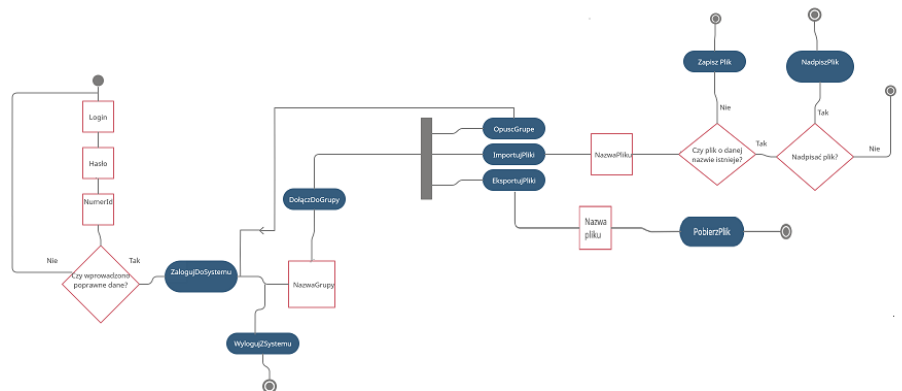 Login
Hasło
NumerId
Nie
Tak
Czy wprowadzono
poprawne dane?
ZalogujDoSystemu
WylogujZSystemu
NazwaGrupy
DołączDoGrupy
OpuscGrupe
ImportujPliki
EksportujPliki
NazwaPliku
Czy plik o danej
nazwie istnieje?
Nie
Zapisz Plik
Tak
Nadpisać plik?
Tak
NadpiszPlik
Nie
Nazwa
pliku
PobierzPlik